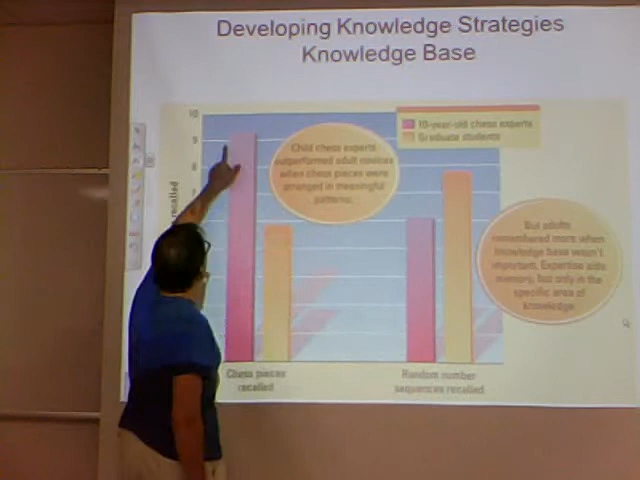 Developing Knowledge Strategies
Knowledge Base
10
9
8
7
recalled
10-year-old chess experts
Graduate students
Child chess experts
outperformed adult novices
when chess pieces were
arranged in meaningful
patterns.
But adults
remembered more when
knowledge base wasn't
important. Expertise aids
memory, but only in the
specific area of
knowledge.
Chess pieces
recalled
Random number
sequences recalled